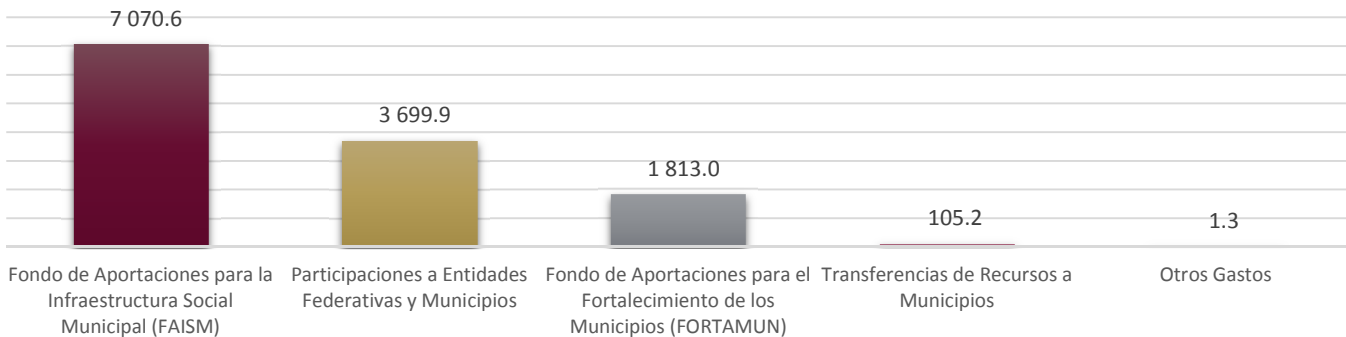 7 070.6
3 699.9
1 813.0
105.2
1.3
Fondo de Aportaciones para la
Infraestructura Social
Municipal (FAISM)
Participaciones a Entidades
Federativas y Municipios
Fondo de Aportaciones para el
Fortalecimiento de los
Municipios (FORTAMUN)
Transferencias de Recursos a
Municipios
Otros Gastos